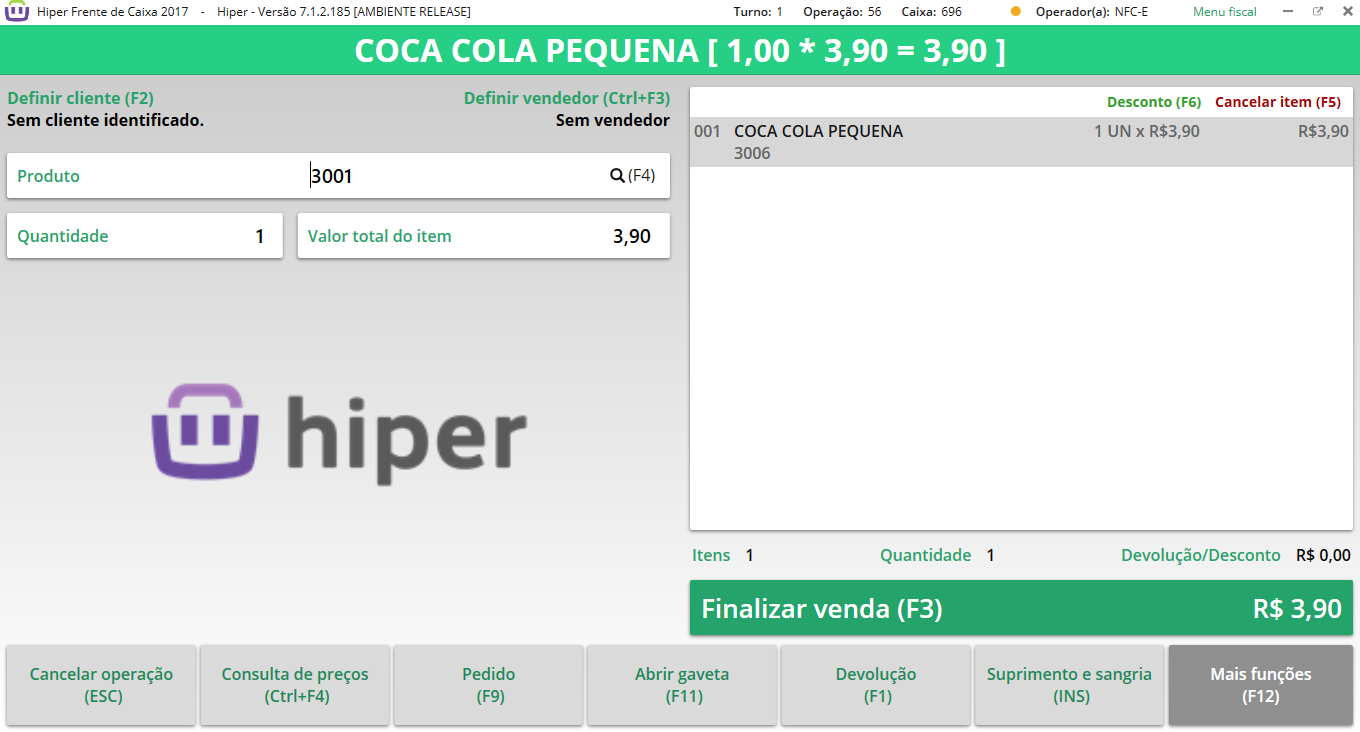 Hiper Frente de Caixa 2017 - Hiper - Versão 7.1.2.185 [AMBIENTE RELEASE] Turno: 1 Operação: 56 Caixa: 696 Operador(a): NFC-E Menu fiscal
COCA COLA PEQUENA [ 1,00 * 3,90 = 3,90 ]
Definir cliente (F2) Definir vendedor (Ctrl+F3)
Sem cliente identificado. Sem vendedor
Produto 3001 (F4)
Quantidade 1 Valor total do item 3,90
hiper
Desconto (F6) Cancelar item (F5)
001 COCA COLA PEQUENA 1 UN x R$3,90 R$3,90
3006
Itens 1 Quantidade 1 Devolução/Desconto R$ 0,00
Finalizar venda (F3) R$ 3,90
Cancelar operação Consulta de preços Pedido Abrir gaveta Devolução Suprimento e sangria Mais funções
(ESC) (Ctrl+F4) (F9) (F11) (F1) (INS) (F12)